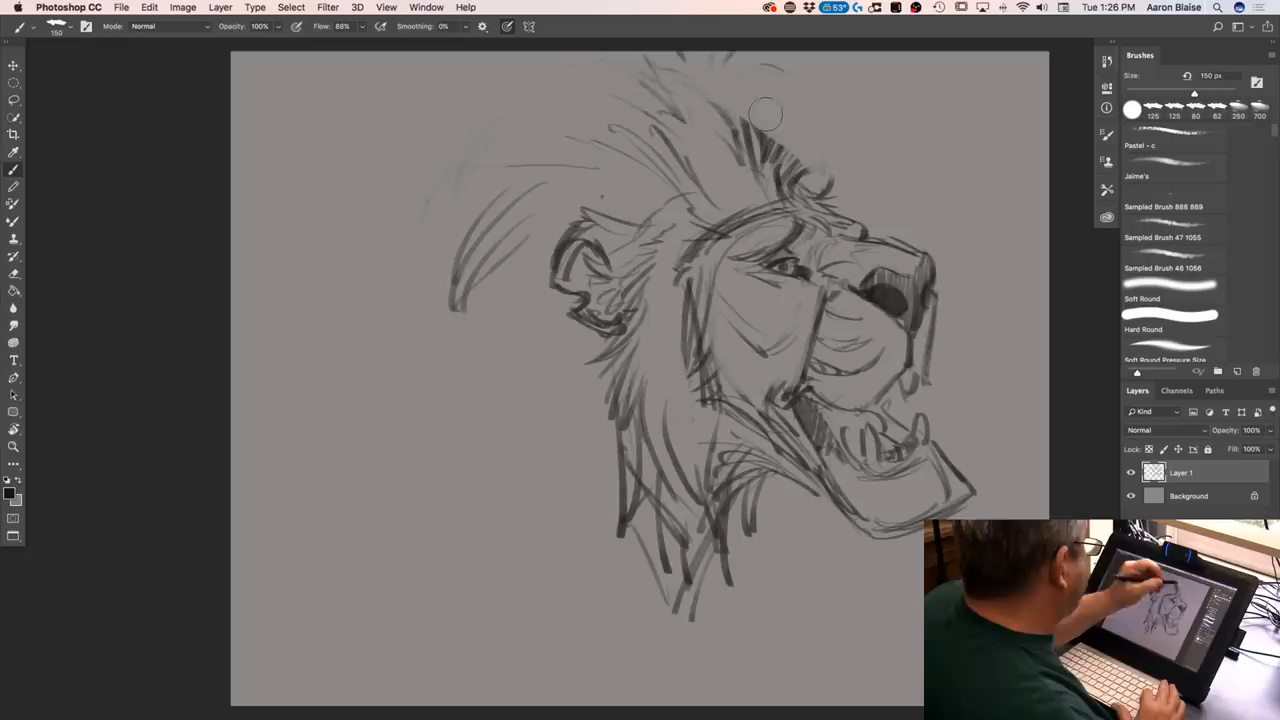 Photoshop CC File Edit Image Layer Type Select Filter 3D View Window Help 53° Tue 1:26 PM Aaron Blaise
150 Mode: Normal Opacity: 100% Flow: 88% Smoothing: 0%
Brushes
Size: 150 px
125 125 80 62 250 700
Pastel - c
Jaime's
Sampled Brush 888 889
Sampled Brush 47 1055
Sampled Brush 46 1056
Soft Round
Hard Round
Soft Round Pressure Size
Layers Channels Paths
Kind
Normal Opacity: 100%
Lock: Fill: 100%
Layer 1
Background